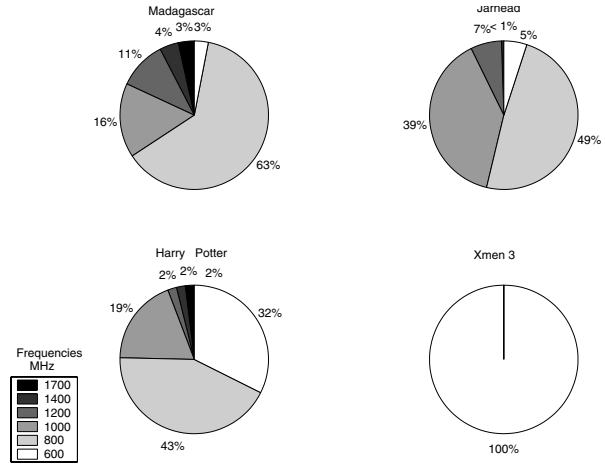 Madagascar
4% 3% 3%
11%
16%
63%
Jarhead
7% < 1%
5%
39%
49%
Harry Potter
2% 2% 2%
19%
32%
43%
Xmen 3
100%
Frequencies
MHz
1700
1400
1200
1000
800
600